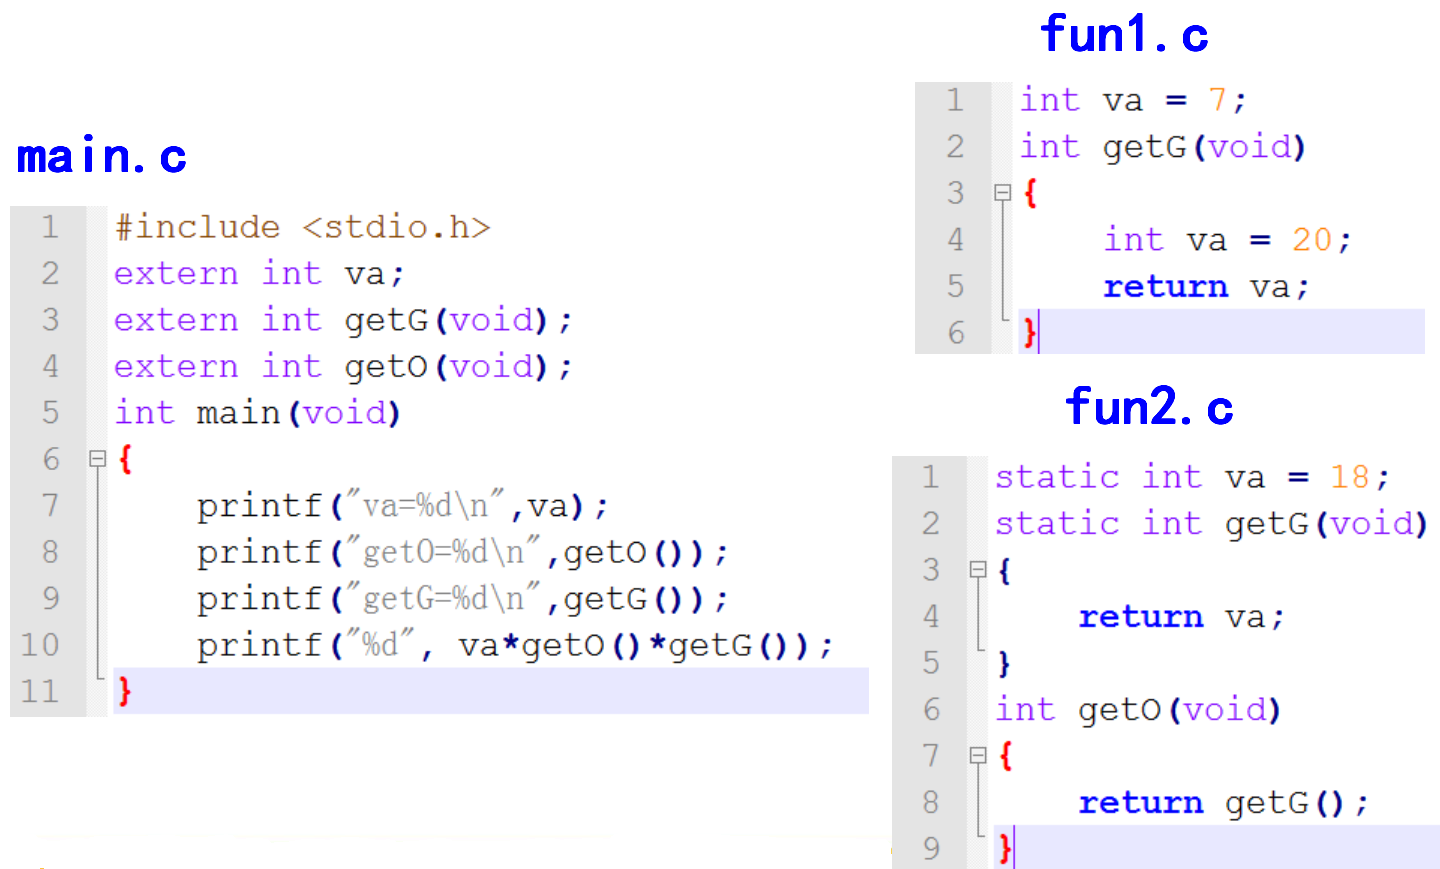 main.c
1 #include <stdio.h>
2 extern int va;
3 extern int getG(void);
4 extern int getO(void);
5 int main(void)
6 {
7     printf("va=%d\n",va);
8     printf("getO=%d\n",getO());
9     printf("getG=%d\n",getG());
10     printf("%d", va*getO()*getG());
11 }
fun1.c
1 int va = 7;
2 int getG(void)
3 {
4     int va = 20;
5     return va;
6 }
fun2.c
1 static int va = 18;
2 static int getG(void)
3 {
4     return va;
5 }
6 int getO(void)
7 {
8     return getG();
9 }